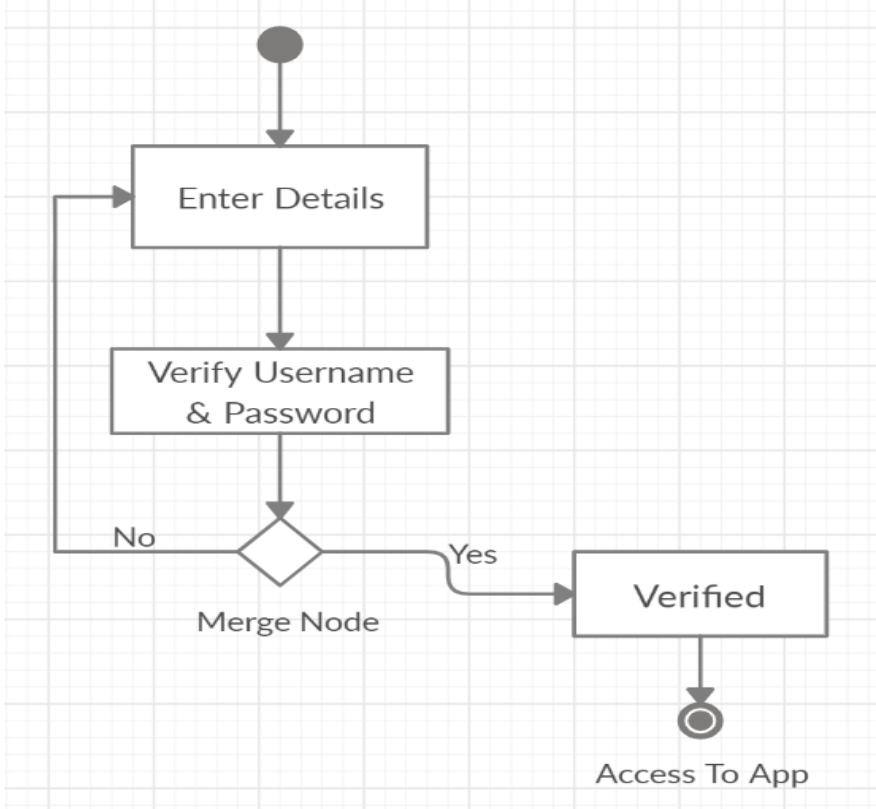 Enter Details
Verify Username
& Password
No
Yes
Verified
Merge Node
Access To App